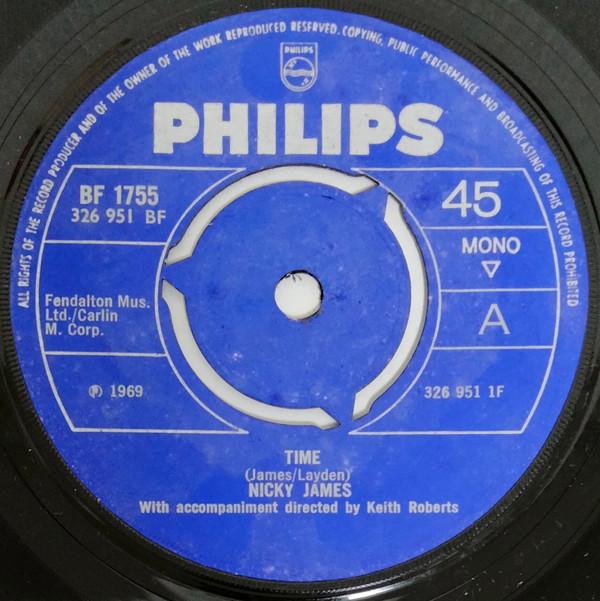 ALL RIGHTS OF THE RECORD PRODUCER AND OF THE OWNER OF THE WORK REPRODUCED RESERVED. COPYING, PUBLIC PERFORMANCE AND BROADCASTING OF THIS RECORD PROHIBITED
PHILIPS
PHILIPS
BF 1755
326 951 BF
45
MONO
Fendalton Mus.
Ltd./Carlin
M. Corp.
A
℗ 1969
326 951 1F
TIME
(James/Layden)
NICKY JAMES
With accompaniment directed by Keith Roberts